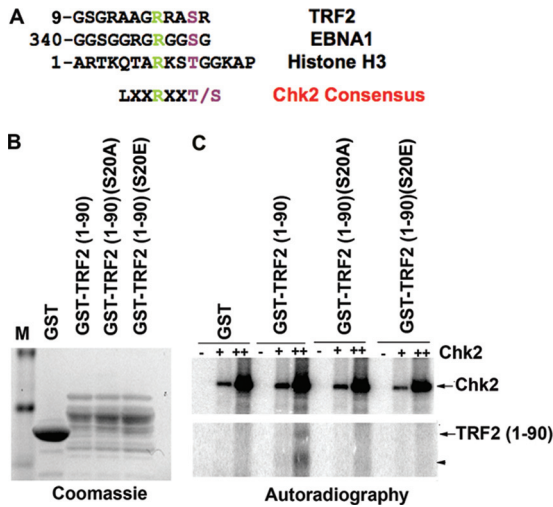 A
9-GSGRAAGRRASR TRF2
340-GGSGGRGRGGSG EBNA1
1-ARTKQTARKSTGGKAP Histone H3
LXXRXXT/S Chk2 Consensus
B
M
GST
GST-TRF2 (1-90)
GST-TRF2 (1-90)(S20A)
GST-TRF2 (1-90)(S20E)
Coomassie
C
GST
GST-TRF2 (1-90)
GST-TRF2 (1-90)(S20A)
GST-TRF2 (1-90)(S20E)
- + ++ - + ++ - + ++ - + ++ Chk2
Chk2
TRF2 (1-90)
Autoradiography